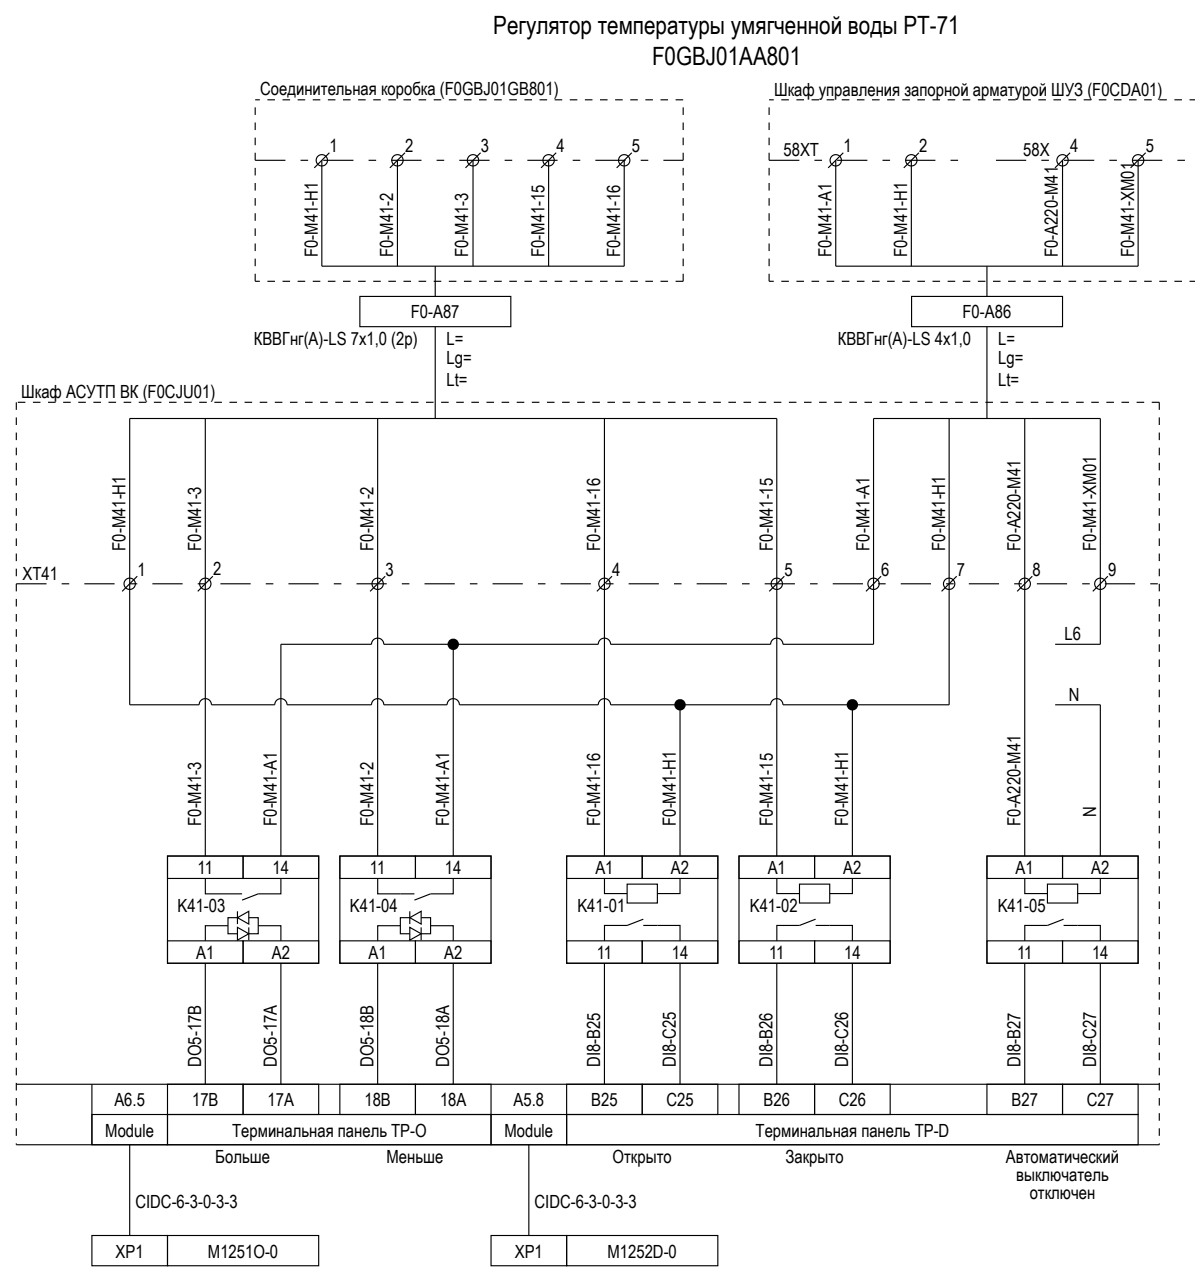 Регулятор температуры умягченной воды РТ-71
F0GBJ01AA801
Соединительная коробка (F0GBJ01GB801)
Шкаф управления запорной арматурой ШУЗ (F0CDA01)
1 2 3 4 5
58XT 1 2 58X 4 5
F0-M41-H1 F0-M41-2 F0-M41-3 F0-M41-15 F0-M41-16
F0-M41-A1 F0-M41-H1 F0-A220-M41 F0-M41-XM01
F0-A87
F0-A86
КВВГнг(А)-LS 7x1,0 (2р)
L=
Lg=
Lt=
КВВГнг(А)-LS 4x1,0
L=
Lg=
Lt=
Шкаф АСУТП ВК (F0CJU01)
F0-M41-H1 F0-M41-3 F0-M41-2 F0-M41-16 F0-M41-15 F0-M41-A1 F0-M41-H1 F0-A220-M41 F0-M41-XM01
XT41 1 2 3 4 5 6 7 8 9
L6
N
F0-M41-3 F0-M41-A1 F0-M41-2 F0-M41-A1 F0-M41-16 F0-M41-H1 F0-M41-15 F0-M41-H1 F0-A220-M41 N
11 14 11 14 A1 A2 A1 A2 A1 A2
K41-03 K41-04 K41-01 K41-02 K41-05
A1 A2 A1 A2 11 14 11 14 11 14
DO5-17B DO5-17A DO5-18B DO5-18A DI8-B25 DI8-C25 DI8-B26 DI8-C26 DI8-B27 DI8-C27
A6.5 17B 17A 18B 18A A5.8 B25 C25 B26 C26 B27 C27
Module Терминальная панель TP-O Module Терминальная панель TP-D
Больше Меньше Открыто Закрыто Автоматический
выключатель
отключен
CIDC-6-3-0-3-3 CIDC-6-3-0-3-3
XP1 M1251O-0 XP1 M1252D-0